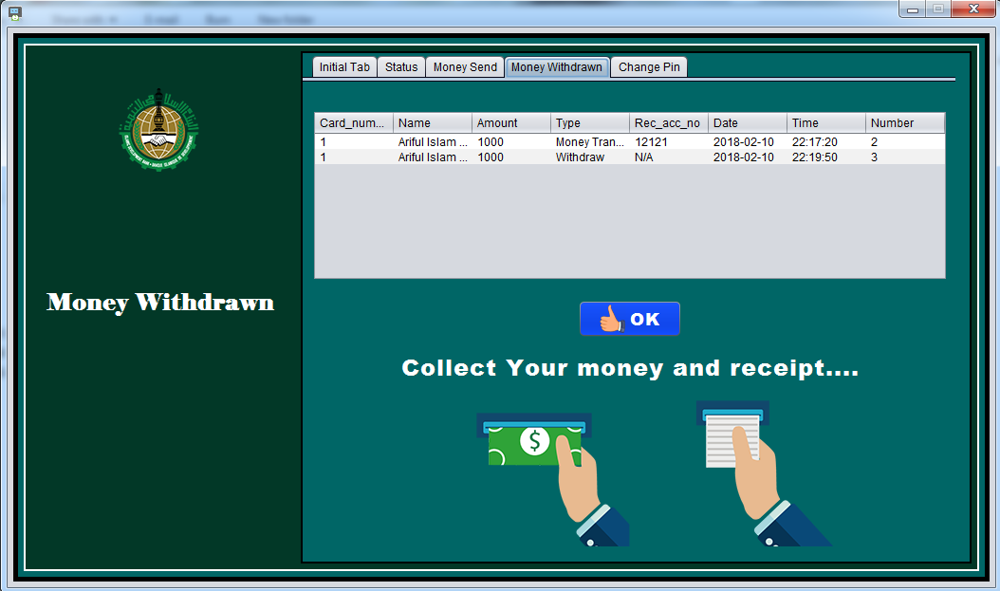 Initial Tab Status Money Send Money Withdrawn Change Pin
Card_num... Name Amount Type Rec_acc_no Date Time Number
1 Ariful Islam ... 1000 Money Tran... 12121 2018-02-10 22:17:20 2
1 Ariful Islam ... 1000 Withdraw N/A 2018-02-10 22:19:50 3
Money Withdrawn
OK
Collect Your money and receipt....
$